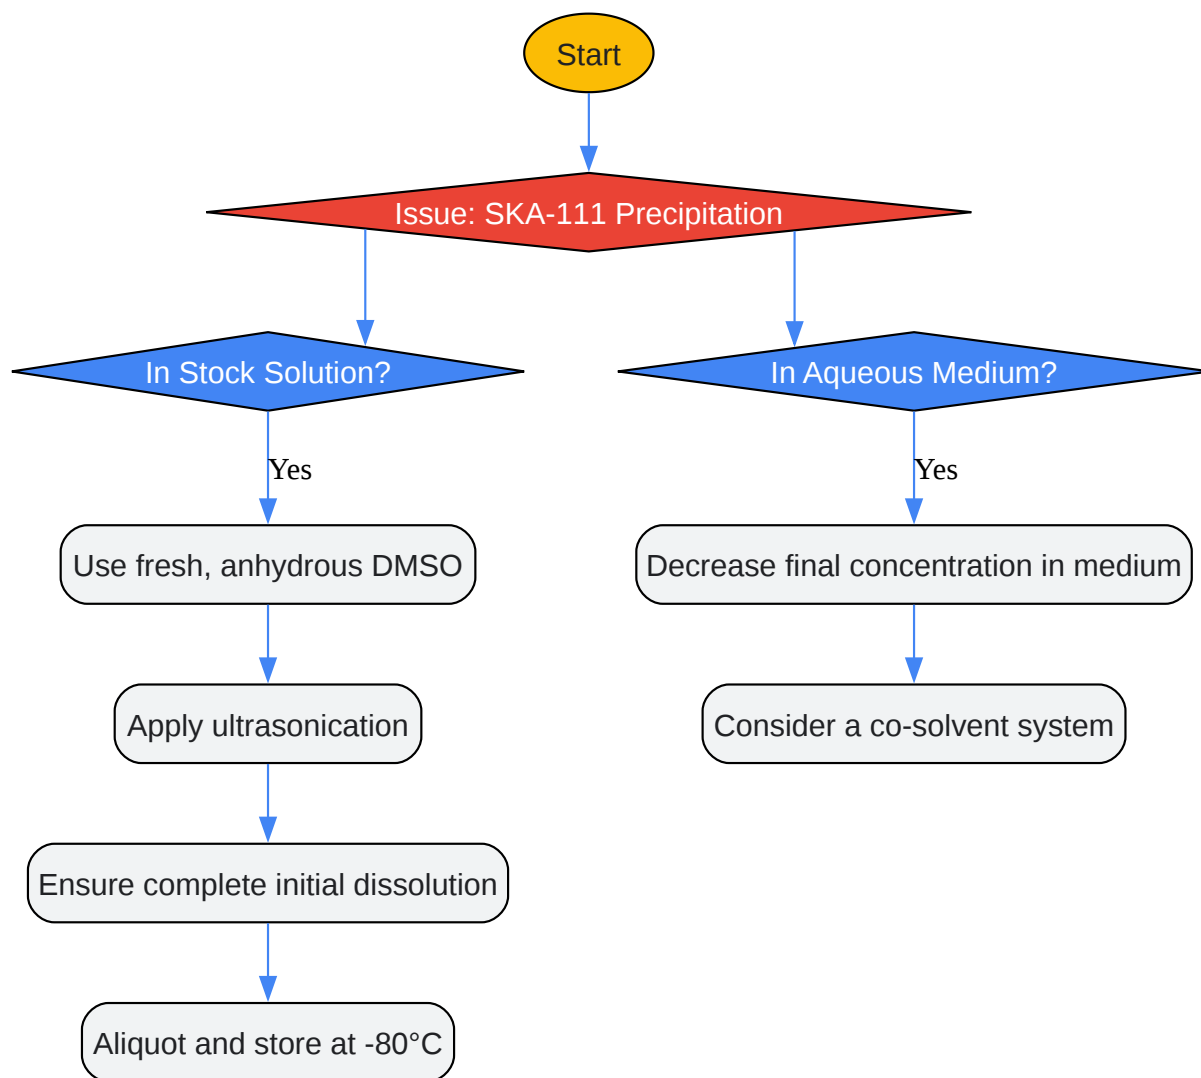 Start
Issue: SKA-111 Precipitation
In Stock Solution?
In Aqueous Medium?
Yes
Yes
Use fresh, anhydrous DMSO
Decrease final concentration in medium
Apply ultrasonication
Consider a co-solvent system
Ensure complete initial dissolution
Aliquot and store at -80°C